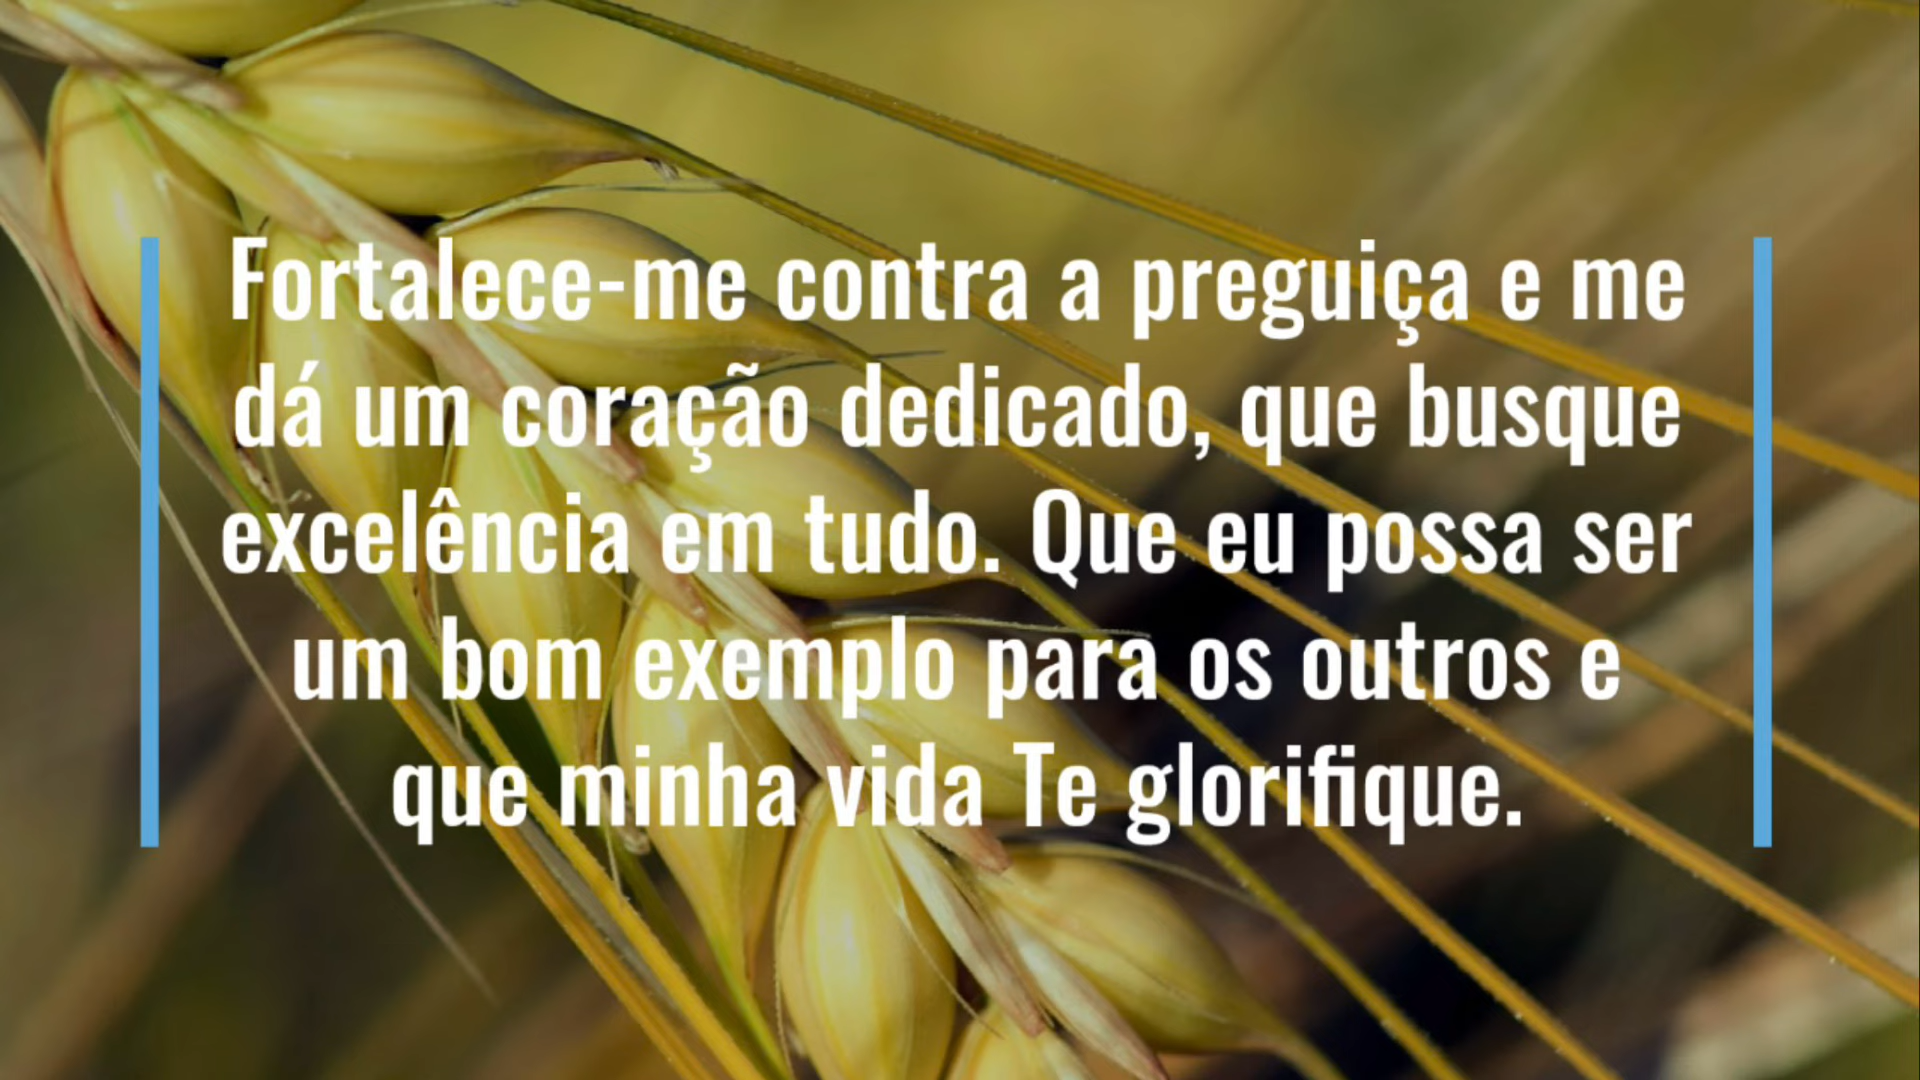 Fortalece-me contra a preguiça e me
dá um coração dedicado, que busque
excelência em tudo. Que eu possa ser
um bom exemplo para os outros e
que minha vida Te glorifique.